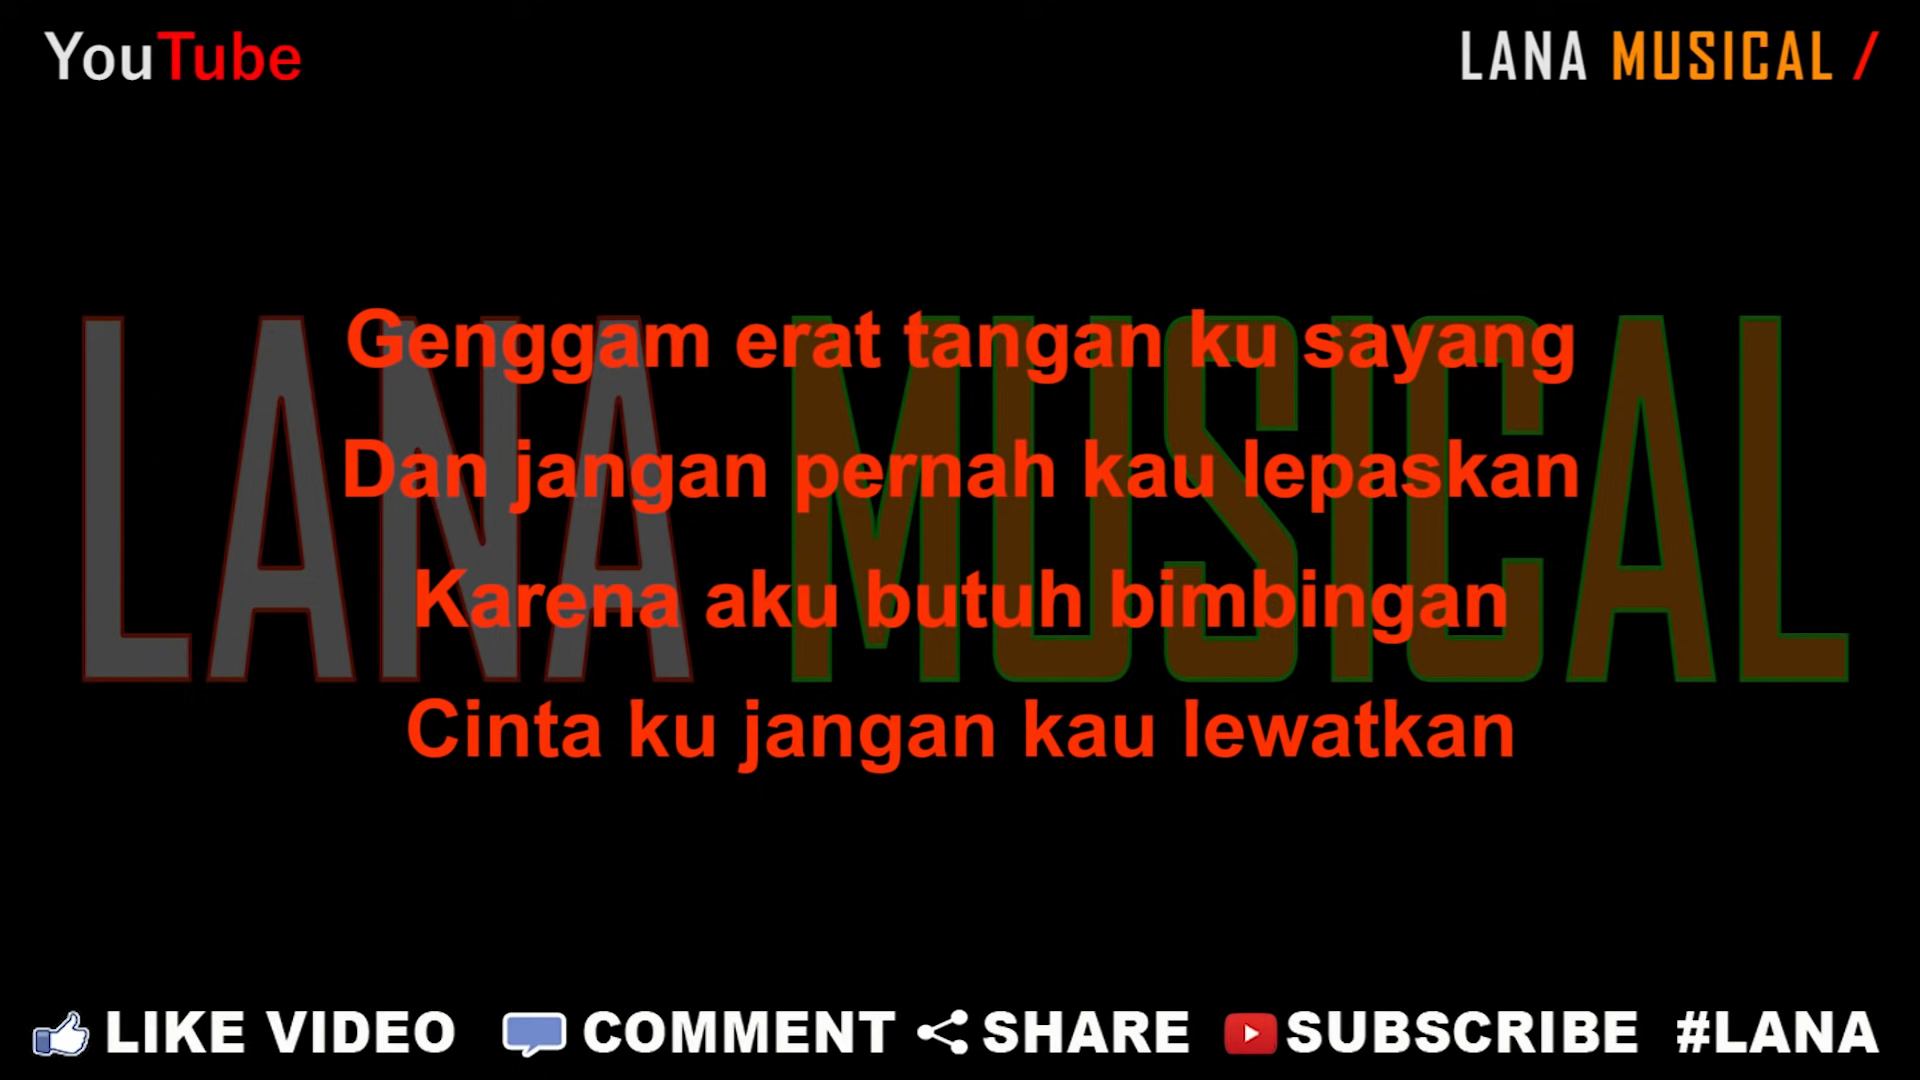 YouTube
LANA MUSICAL /
LANA MUSICAL
Genggam erat tangan ku sayang
Dan jangan pernah kau lepaskan
Karena aku butuh bimbingan
Cinta ku jangan kau lewatkan
LIKE VIDEO COMMENT SHARE SUBSCRIBE #LANA